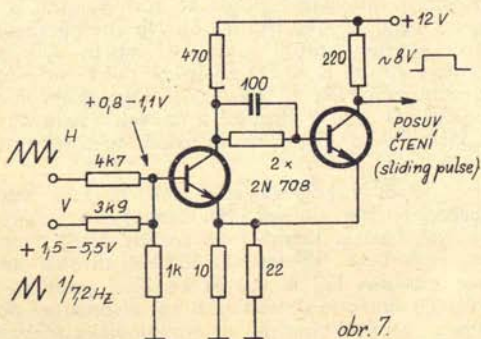 + 12V
470
220
~8V
100
+0,8-1,1V
POSUV
ČTENÍ
(sliding pulse)
H
4k7
2 x
2N 708
V
3k9
+ 1,5-5,5V
1/7,2 Hz
1k
10
22
obr. 7.